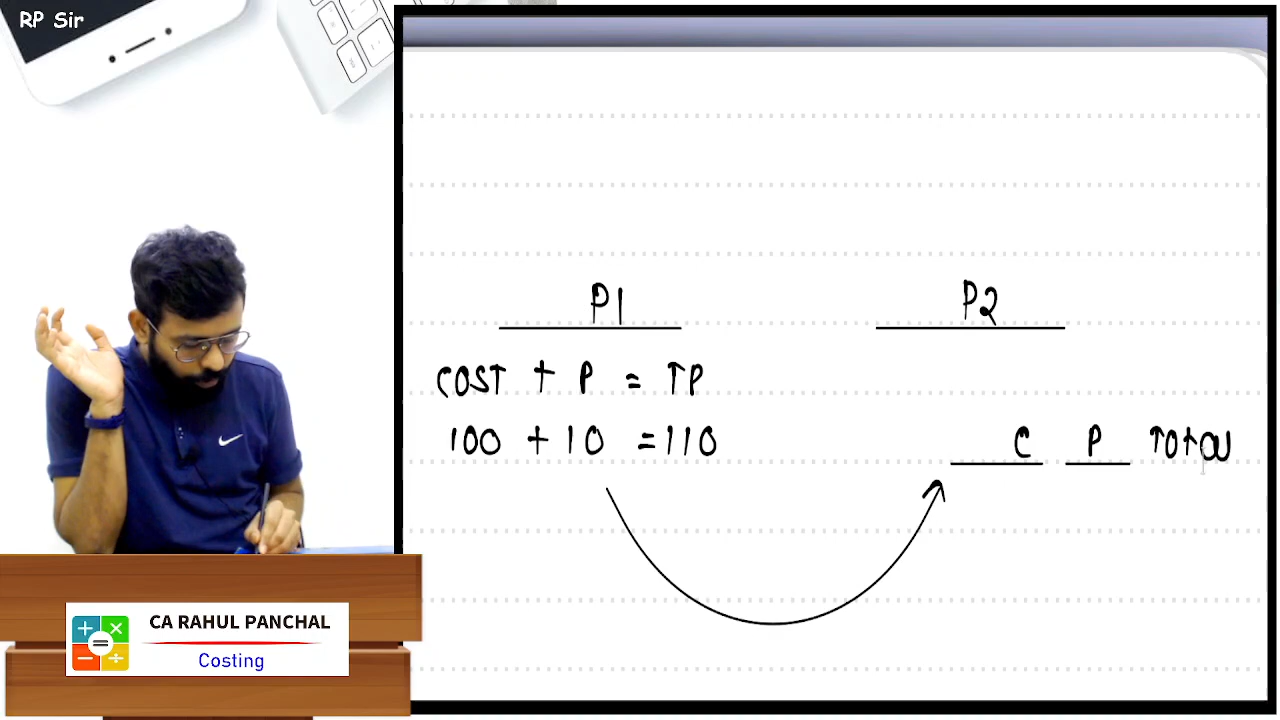 RP Sir
P1 P2
COST + P = TP
100 + 10 = 110
C P Total
CA RAHUL PANCHAL
Costing